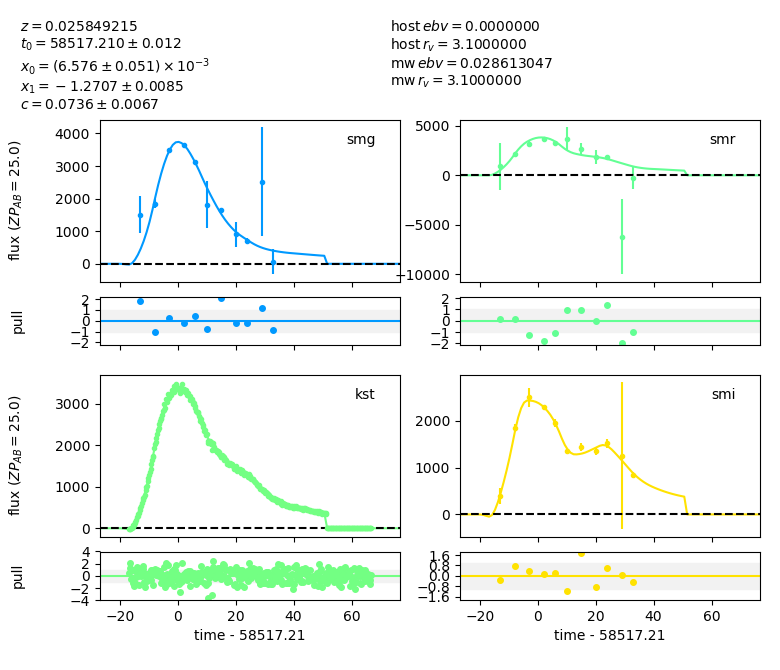 z = 0.025849215
t₀ = 58517.210 ± 0.012
x₀ = (6.576 ± 0.051) × 10⁻³
x₁ = −1.2707 ± 0.0085
c = 0.0736 ± 0.0067
host ebv = 0.0000000
host r_v = 3.1000000
mw ebv = 0.028613047
mw r_v = 3.1000000
flux (ZP_AB = 25.0)
4000
3000
2000
1000
0
smg
5000
0
−5000
−10000
smr
pull
2
1
0
−1
−2
2
1
0
−1
−2
flux (ZP_AB = 25.0)
3000
2000
1000
0
kst
2000
1000
0
smi
pull
4
2
0
−2
−4
1.6
0.8
0.0
−0.8
−1.6
−20 0 20 40 60
−20 0 20 40 60
time - 58517.21
time - 58517.21